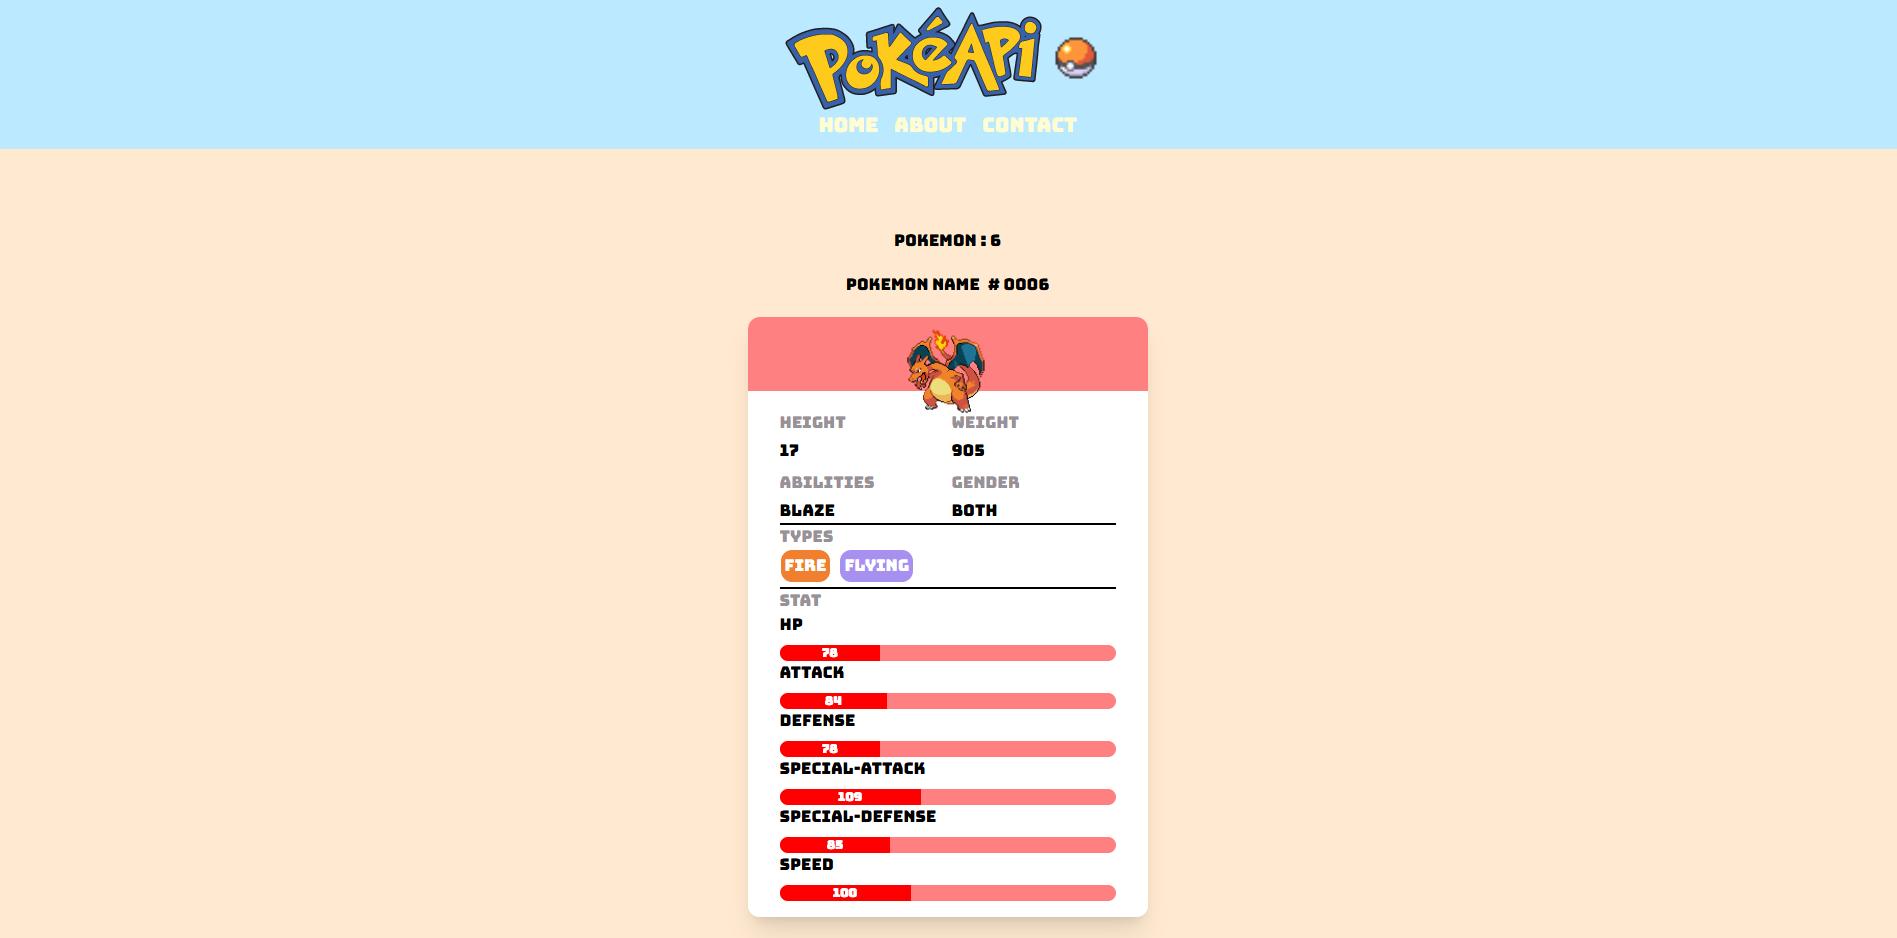 PokéAPi
HOME ABOUT CONTACT
POKEMON : 6
POKEMON NAME # 0006
HEIGHT WEIGHT
17 905
ABILITIES GENDER
BLAZE BOTH
TYPES
FIRE FLYING
STAT
HP
78
ATTACK
84
DEFENSE
78
SPECIAL-ATTACK
109
SPECIAL-DEFENSE
85
SPEED
100